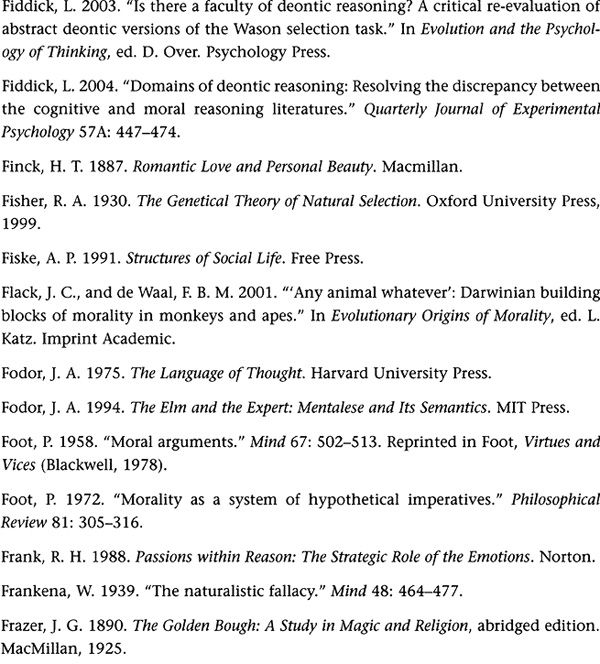 Fiddick, L. 2003. “Is there a faculty of deontic reasoning? A critical re-evaluation of
abstract deontic versions of the Wason selection task.” In Evolution and the Psychol-
ogy of Thinking, ed. D. Over. Psychology Press.
Fiddick, L. 2004. “Domains of deontic reasoning: Resolving the discrepancy between
the cognitive and moral reasoning literatures.” Quarterly Journal of Experimental
Psychology 57A: 447–474.
Finck, H. T. 1887. Romantic Love and Personal Beauty. Macmillan.
Fisher, R. A. 1930. The Genetical Theory of Natural Selection. Oxford University Press,
1999.
Fiske, A. P. 1991. Structures of Social Life. Free Press.
Flack, J. C., and de Waal, F. B. M. 2001. “‘Any animal whatever’: Darwinian building
blocks of morality in monkeys and apes.” In Evolutionary Origins of Morality, ed. L.
Katz. Imprint Academic.
Fodor, J. A. 1975. The Language of Thought. Harvard University Press.
Fodor, J. A. 1994. The Elm and the Expert: Mentalese and Its Semantics. MIT Press.
Foot, P. 1958. “Moral arguments.” Mind 67: 502–513. Reprinted in Foot, Virtues and
Vices (Blackwell, 1978).
Foot, P. 1972. “Morality as a system of hypothetical imperatives.” Philosophical
Review 81: 305–316.
Frank, R. H. 1988. Passions within Reason: The Strategic Role of the Emotions. Norton.
Frankena, W. 1939. “The naturalistic fallacy.” Mind 48: 464–477.
Frazer, J. G. 1890. The Golden Bough: A Study in Magic and Religion, abridged edition.
MacMillan, 1925.